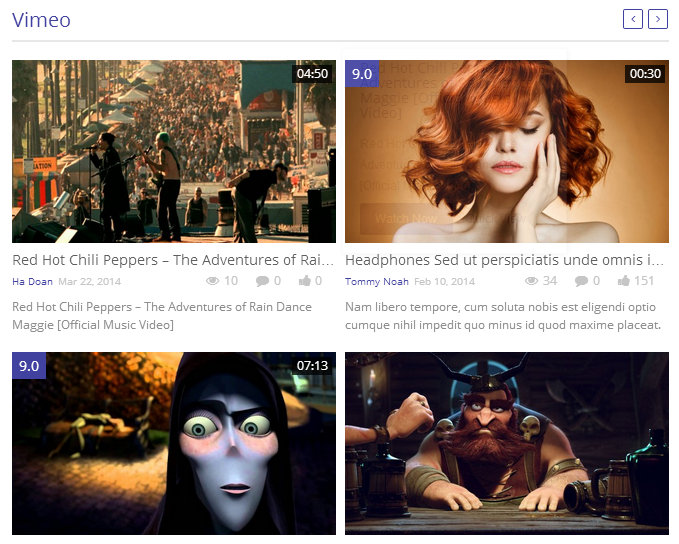 Vimeo
04:50
ATION
9.0
00:30
Red Hot Chili Peppers – The Adventures of Rai...
Ha Doan Mar 22, 2014 10 0 0
Red Hot Chili Peppers – The Adventures of Rain Dance
Maggie [Official Music Video]
Headphones Sed ut perspiciatis unde omnis i...
Tommy Noah Feb 10, 2014 34 0 151
Nam libero tempore, cum soluta nobis est eligendi optio
cumque nihil impedit quo minus id quod maxime placeat.
9.0
07:13